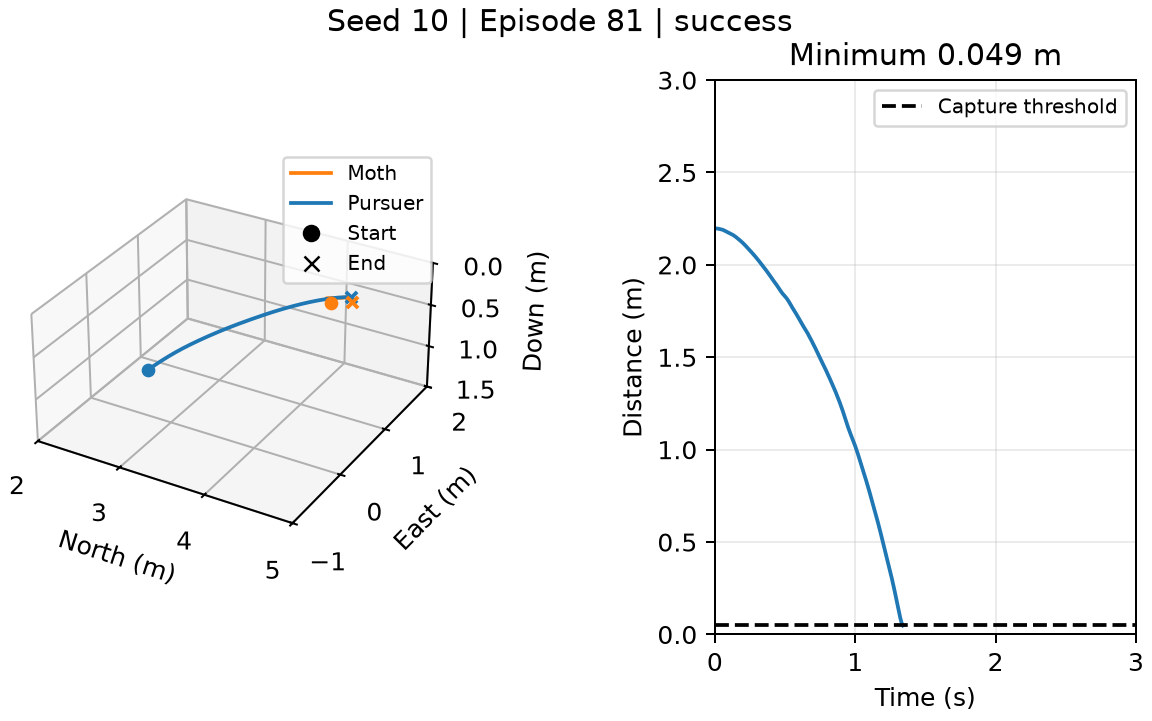 Seed 10 | Episode 81 | success
Moth
Pursuer
Start
End
0.0
0.5
1.0
1.5
Down (m)
2
1
0
−1
East (m)
2
3
4
5
North (m)
Minimum 0.049 m
Capture threshold
3.0
2.5
2.0
1.5
1.0
0.5
0.0
Distance (m)
0
1
2
3
Time (s)